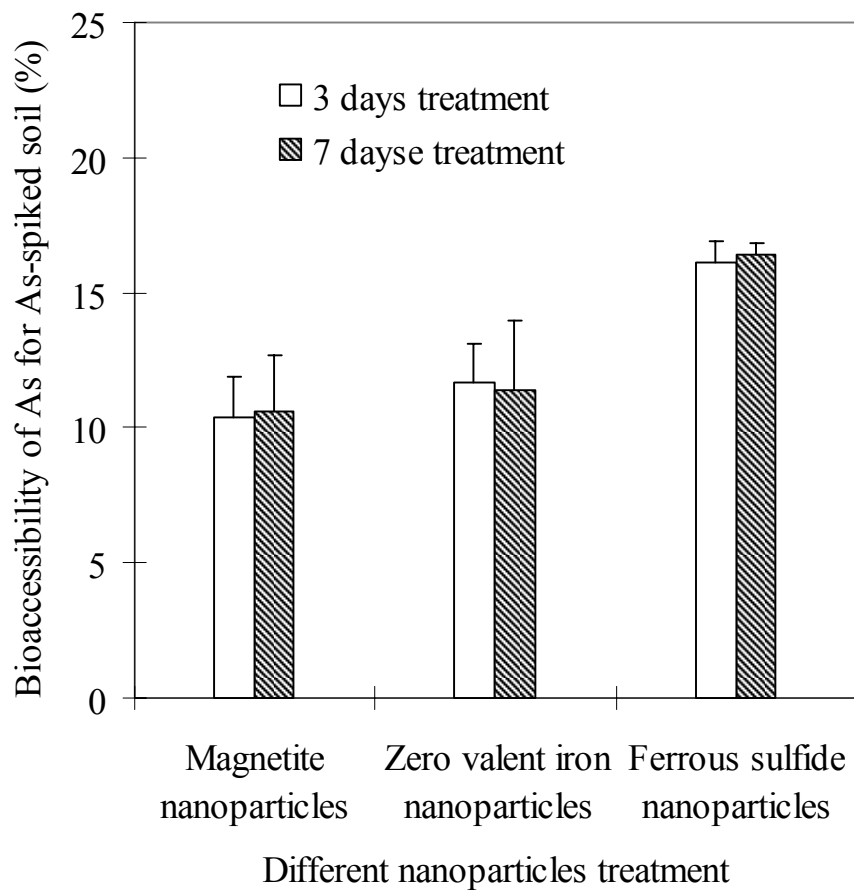 Bioaccessibility of As for As-spiked soil (%)
25
20
15
10
5
0
3 days treatment
7 dayse treatment
Magnetite
nanoparticles
Zero valent iron
nanoparticles
Ferrous sulfide
nanoparticles
Different nanoparticles treatment